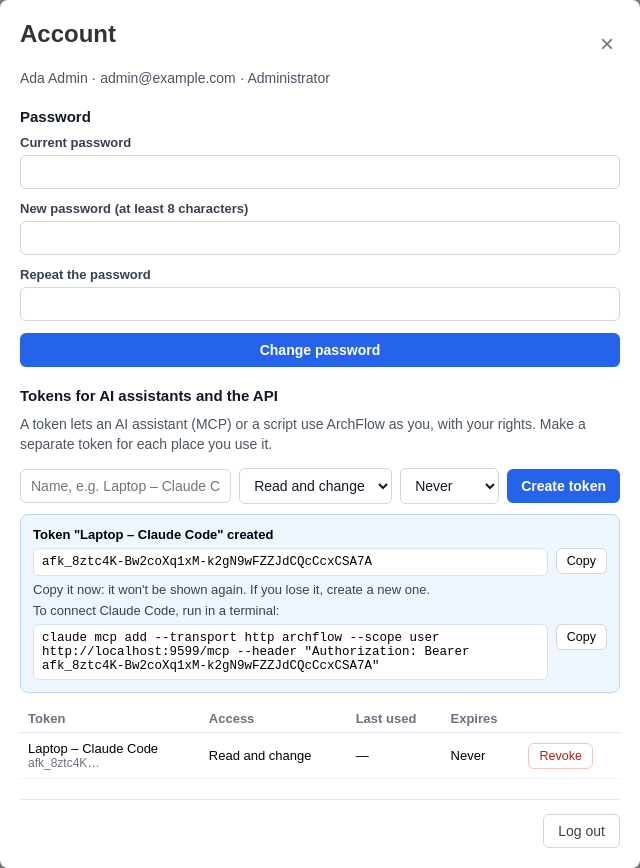 Account
×
Ada Admin · admin@example.com · Administrator
Password
Current password
New password (at least 8 characters)
Repeat the password
Change password
Tokens for AI assistants and the API
A token lets an AI assistant (MCP) or a script use ArchFlow as you, with your rights. Make a
separate token for each place you use it.
Name, e.g. Laptop – Claude C
Read and change
Never
Create token
Token "Laptop – Claude Code" created
afk_8ztc4K-Bw2coXq1xM-k2gN9wFZZJdCQcCcxCSA7A
Copy
Copy it now: it won't be shown again. If you lose it, create a new one.
To connect Claude Code, run in a terminal:
claude mcp add --transport http archflow --scope user
http://localhost:9599/mcp --header "Authorization: Bearer
afk_8ztc4K-Bw2coXq1xM-k2gN9wFZZJdCQcCcxCSA7A"
Copy
Token Access Last used Expires
Laptop – Claude Code
afk_8ztc4K…
Read and change — Never Revoke
Log out